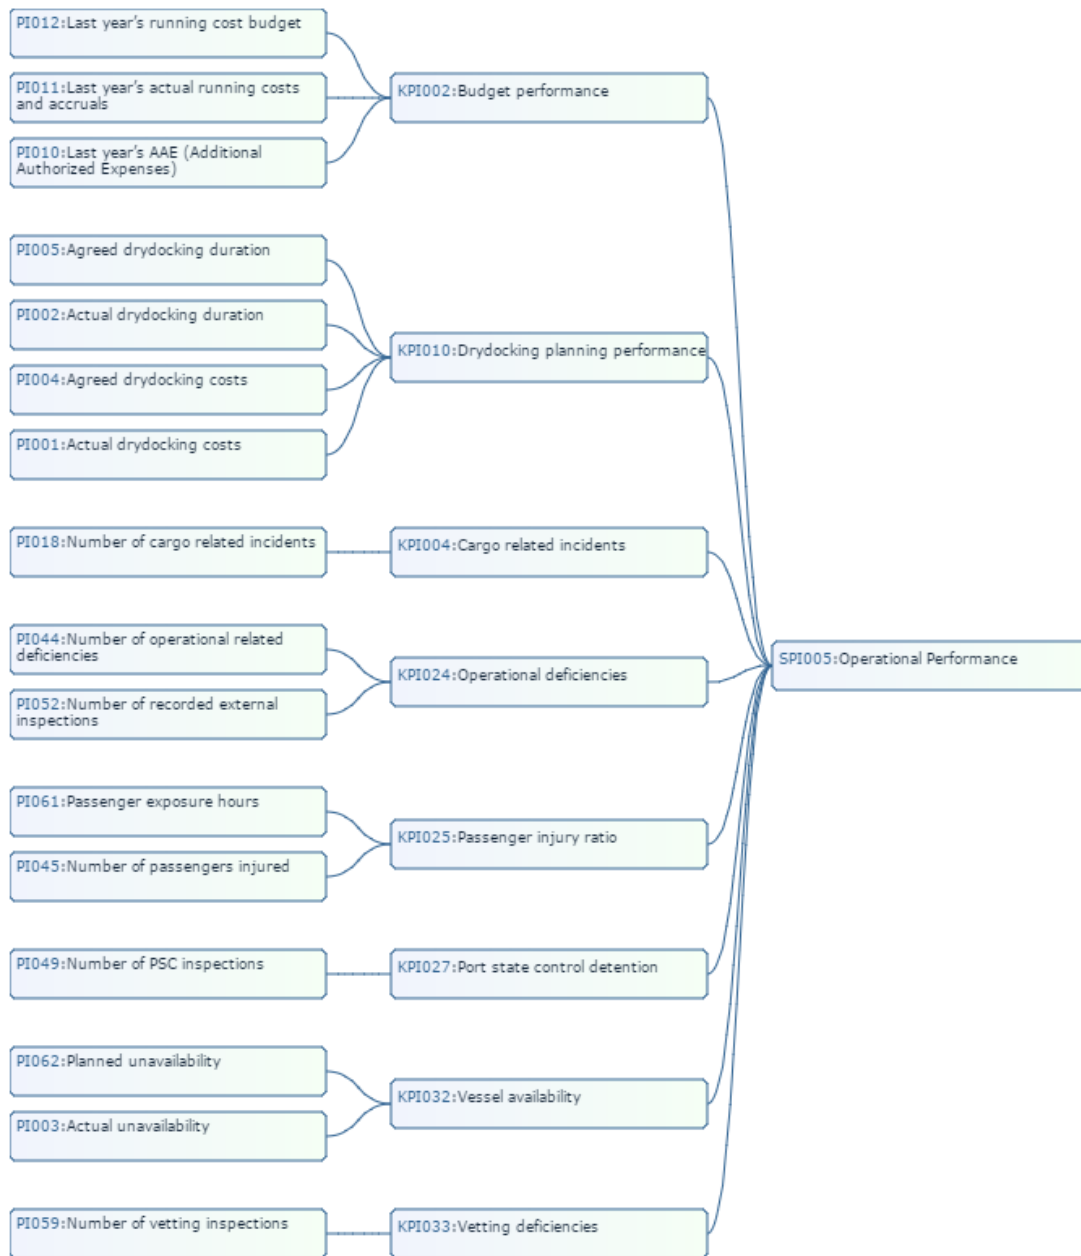 PI012:Last year's running cost budget
PI011:Last year's actual running costs
and accruals
KPI002:Budget performance
PI010:Last year's AAE (Additional
Authorized Expenses)
PI005:Agreed drydocking duration
PI002:Actual drydocking duration
KPI010:Drydocking planning performance
PI004:Agreed drydocking costs
PI001:Actual drydocking costs
PI018:Number of cargo related incidents
KPI004:Cargo related incidents
PI044:Number of operational related
deficiencies
KPI024:Operational deficiencies
PI052:Number of recorded external
inspections
SPI005:Operational Performance
PI061:Passenger exposure hours
KPI025:Passenger injury ratio
PI045:Number of passengers injured
PI049:Number of PSC inspections
KPI027:Port state control detention
PI062:Planned unavailability
KPI032:Vessel availability
PI003:Actual unavailability
PI059:Number of vetting inspections
KPI033:Vetting deficiencies